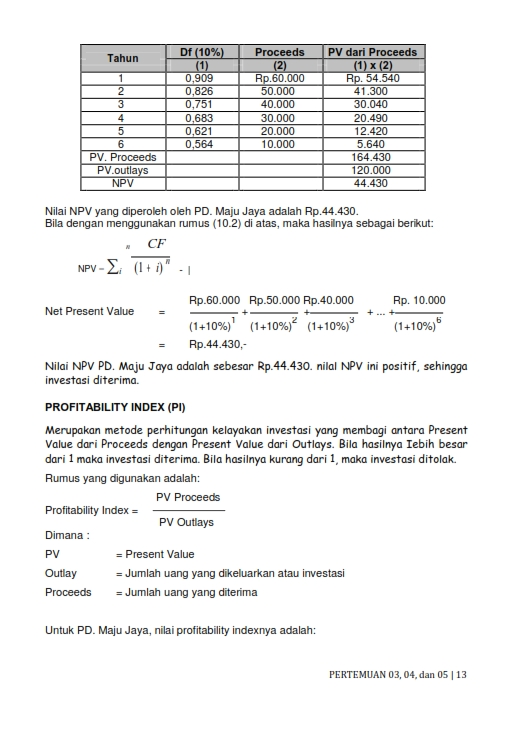 Tahun Df (10%) Proceeds PV dari Proceeds
(1) (2) (1) x (2)
1 0,909 Rp.60.000 Rp. 54.540
2 0,826 50.000 41.300
3 0,751 40.000 30.040
4 0,683 30.000 20.490
5 0,621 20.000 12.420
6 0,564 10.000 5.640
PV. Proceeds 164.430
PV.outlays 120.000
NPV 44.430
Nilai NPV yang diperoleh oleh PD. Maju Jaya adalah Rp.44.430.
Bila dengan menggunakan rumus (10.2) di atas, maka hasilnya sebagai berikut:
n CF
NPV – ∑i (1 + i) n - |
Rp.60.000 Rp.50.000 Rp.40.000 Rp. 10.000
Net Present Value = + + + ... +
(1+10%)1 (1+10%)2 (1+10%)3 (1+10%)6
= Rp.44.430,-
Nilai NPV PD. Maju Jaya adalah sebesar Rp.44.430. nilal NPV ini positif, sehingga
investasi diterima.
PROFITABILITY INDEX (PI)
Merupakan metode perhitungan kelayakan investasi yang membagi antara Present
Value dari Proceeds dengan Present Value dari Outlays. Bila hasilnya Iebih besar
dari 1 maka investasi diterima. Bila hasilnya kurang dari 1, maka investasi ditolak.
Rumus yang digunakan adalah:
PV Proceeds
Profitability Index =
PV Outlays
Dimana :
PV = Present Value
Outlay = Jumlah uang yang dikeluarkan atau investasi
Proceeds = Jumlah uang yang diterima
Untuk PD. Maju Jaya, nilai profitability indexnya adalah:
PERTEMUAN 03, 04, dan 05 | 13